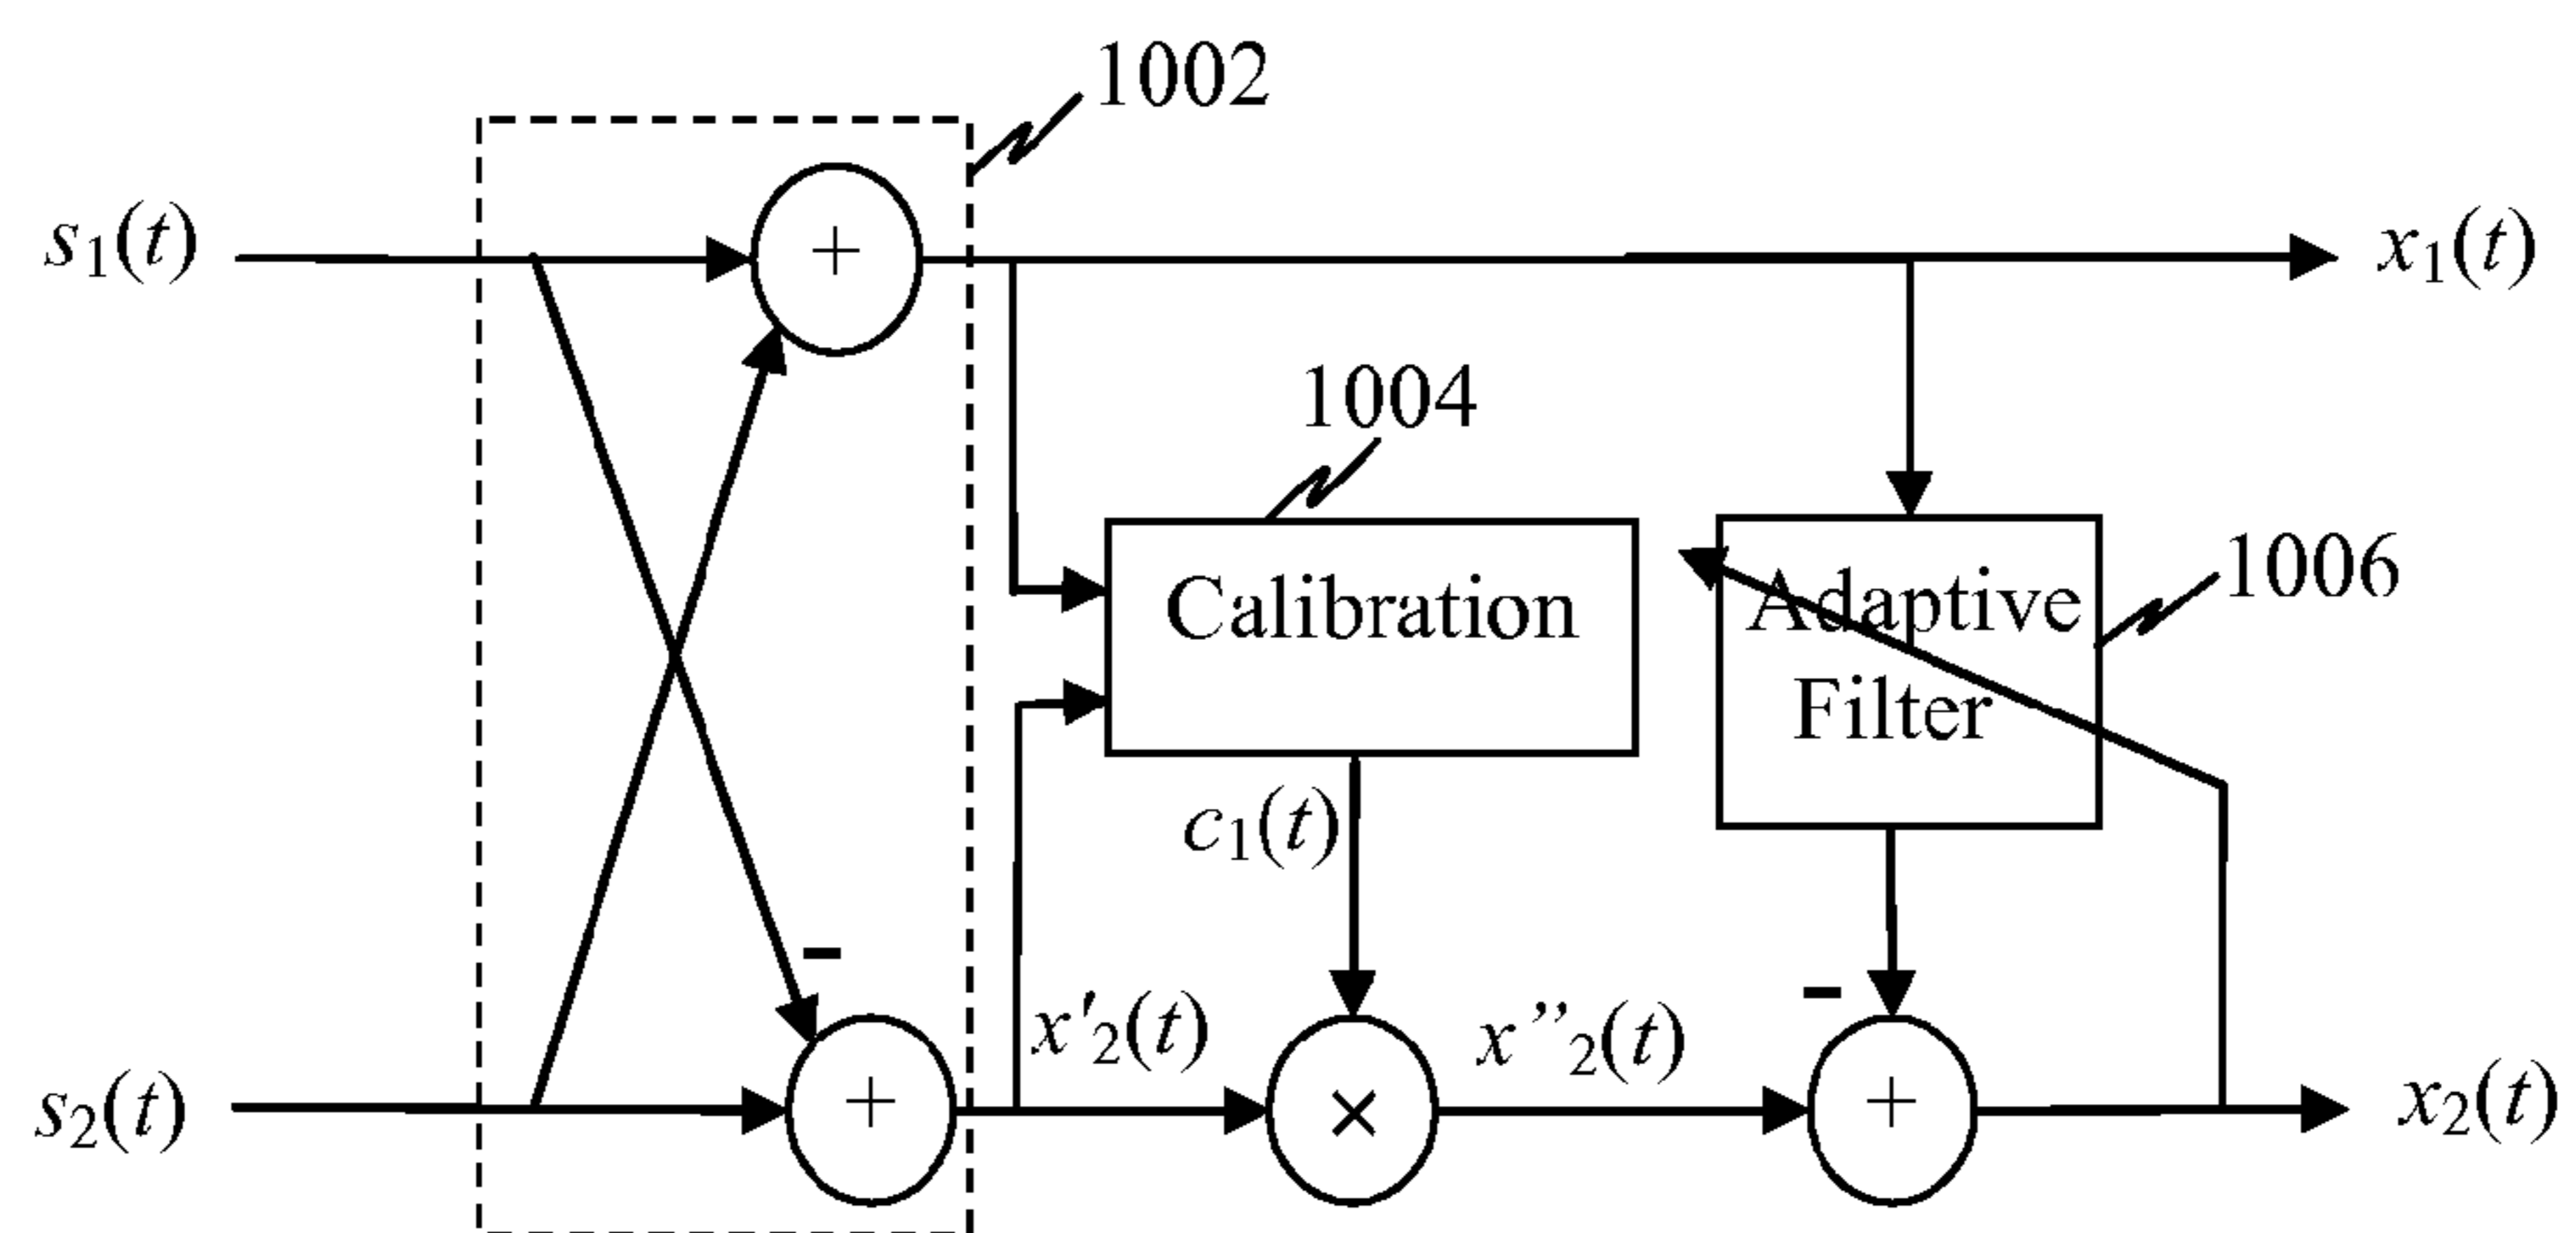 1002
s₁(t)
+
x₁(t)
1004
Calibration
Adaptive
Filter
1006
c₁(t)
-
-
s₂(t)
+
x'₂(t)
×
x”₂(t)
+
x₂(t)